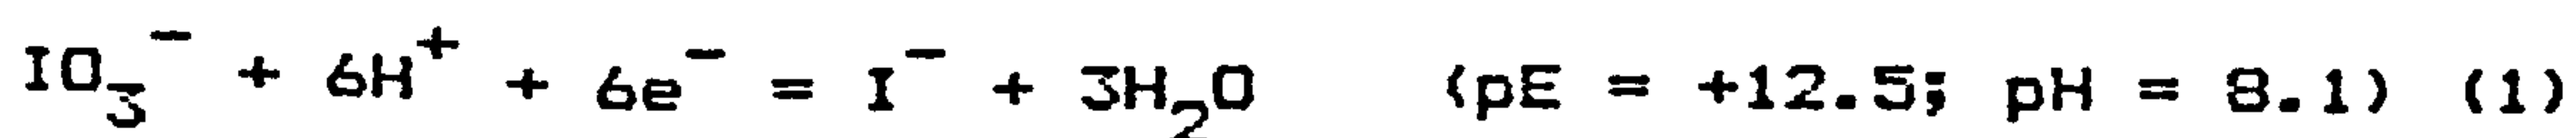 IO₃⁻ + 6H⁺ + 6e⁻ = I⁻ + 3H₂O (pE = +12.5; pH = 8.1) (1)